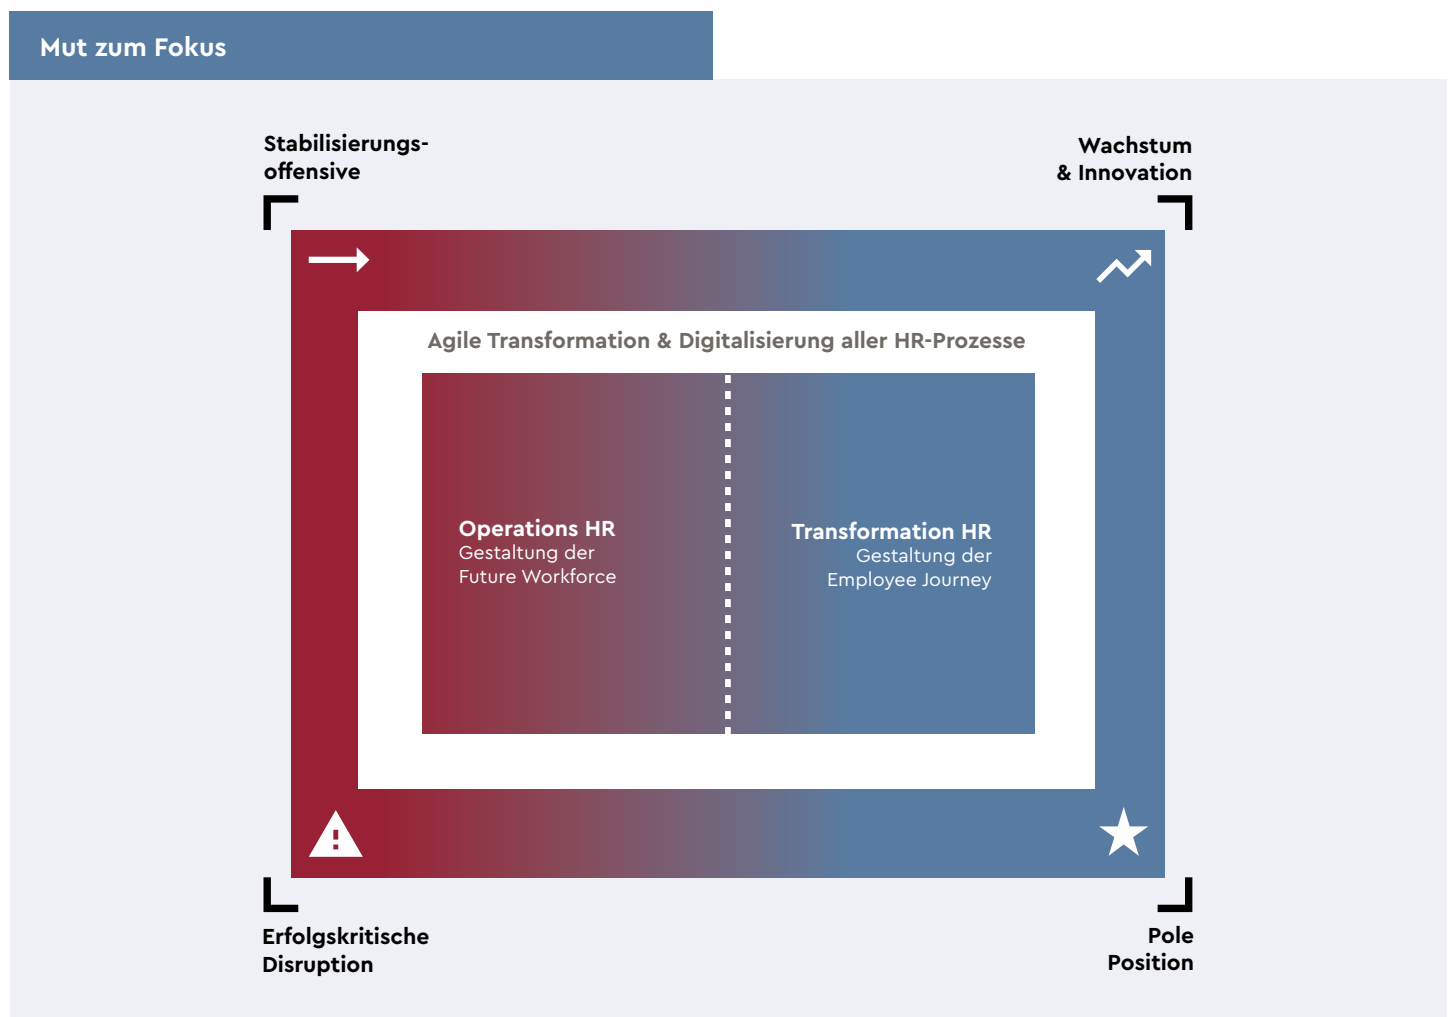 Mut zum Fokus
Stabilisierungs-
offensive
Wachstum
& Innovation
Agile Transformation & Digitalisierung aller HR-Prozesse
Operations HR
Gestaltung der
Future Workforce
Transformation HR
Gestaltung der
Employee Journey
Erfolgskritische
Disruption
Pole
Position